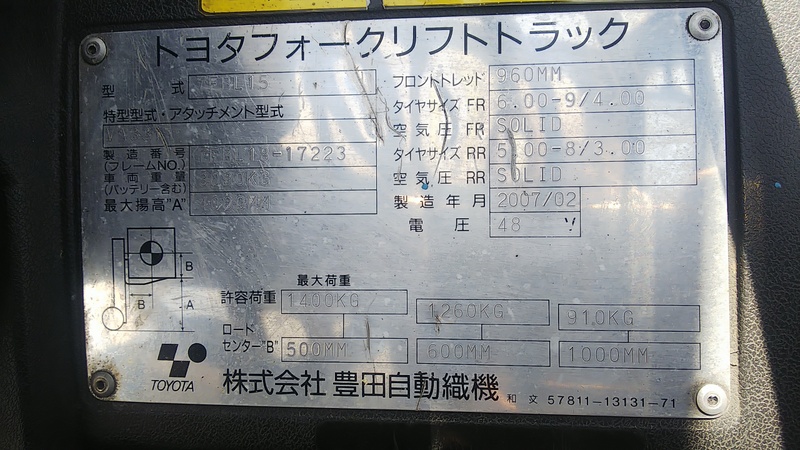 トヨタフォークリフトトラック
型 式
特型型式・アタッチメント型式
製造番号
(フレームNO.) 17223
車両重量
(バッテリー含む)
最大揚高"A"
フロントトレッド 960MM
タイヤサイズ FR 6.00-9/4.00
空気圧 FR SOLID
タイヤサイズ RR 5.00-8/3.00
空気圧 RR SOLID
製造年月 2007/02
電圧 48 V
B
B A
最大荷重
許容荷重 1400KG 1260KG 910KG
ロード
センター"B" 500MM 600MM 1000MM
TOYOTA
株式会社 豊田自動織機 和文 57811-13131-71